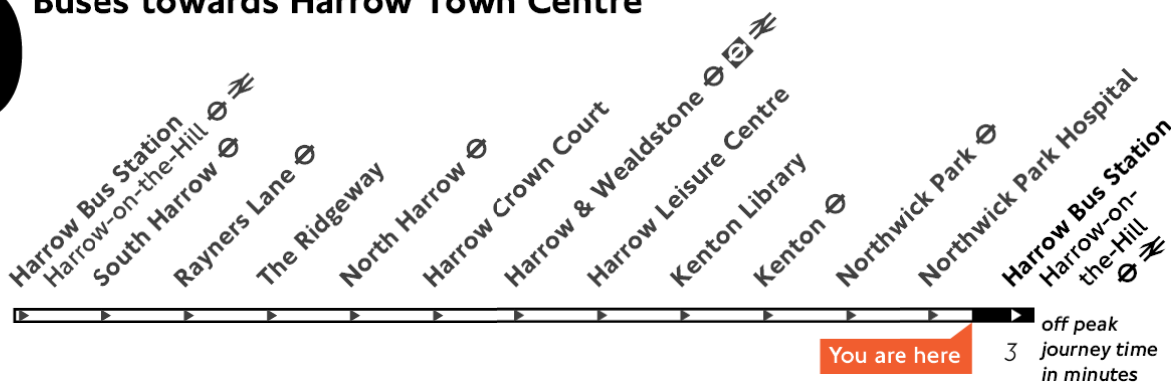 Buses towards Harrow Town Centre
Harrow Bus Station
Harrow-on-the-Hill
South Harrow
Rayners Lane
The Ridgeway
North Harrow
Harrow Crown Court
Harrow & Wealdstone
Harrow Leisure Centre
Kenton Library
Kenton
Northwick Park
Northwick Park Hospital
Harrow Bus Station
Harrow-on-
the-Hill
You are here
3
off peak
journey time
in minutes